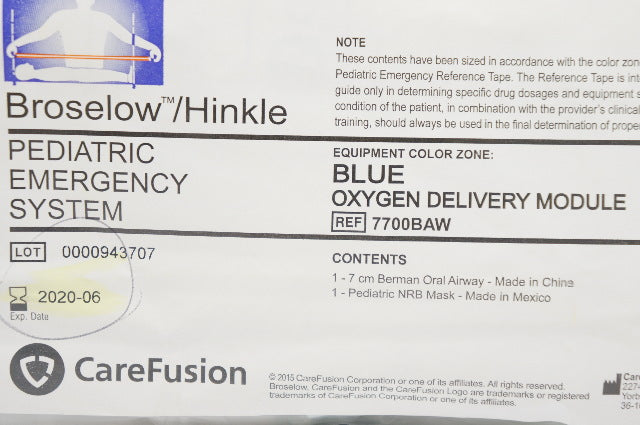 Broselow™/Hinkle
PEDIATRIC
EMERGENCY
SYSTEM
LOT 0000943707
2020-06
Exp. Date
CareFusion
NOTE
These contents have been sized in accordance with the color zon
Pediatric Emergency Reference Tape. The Reference Tape is int
guide only in determining specific drug dosages and equipment s
condition of the patient, in combination with the provider's clinical
training, should always be used in the final determination of prope
EQUIPMENT COLOR ZONE:
BLUE
OXYGEN DELIVERY MODULE
REF 7700BAW
CONTENTS
1 - 7 cm Berman Oral Airway - Made in China
1 - Pediatric NRB Mask - Made in Mexico
© 2015 CareFusion Corporation or one of its affiliates. All rights reserved.
Broselow, CareFusion and the CareFusion Logo are trademarks or registered
trademarks of CareFusion Corporation or one of its affiliates.
Care
227
Yorb
36-10